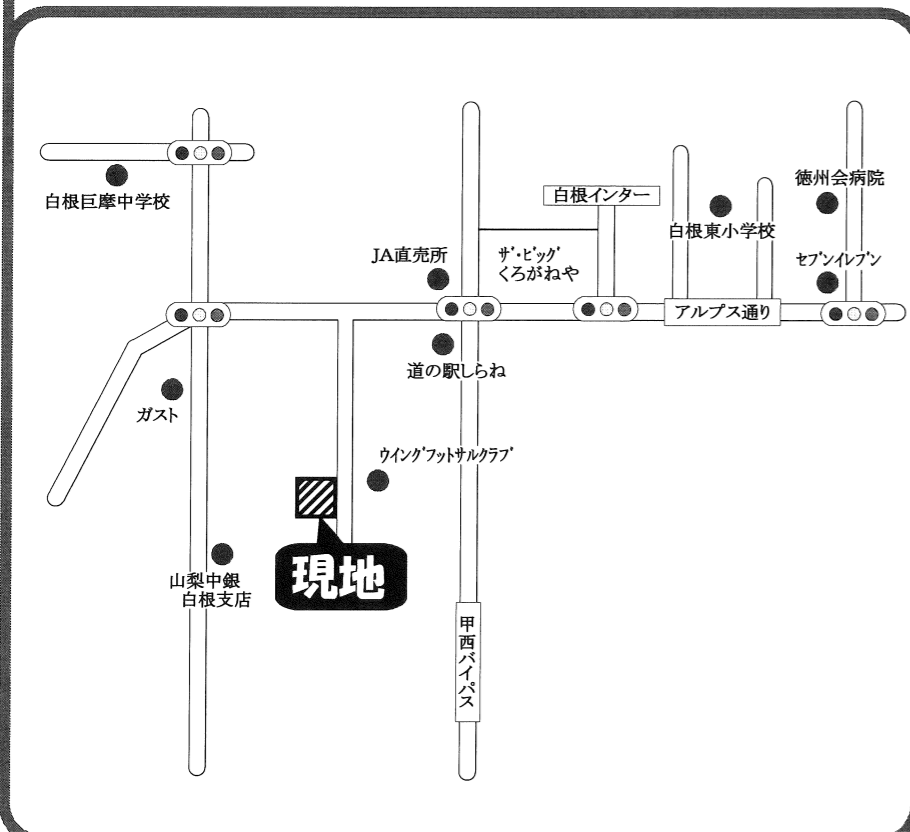 白根巨摩中学校
白根インター
徳州会病院
白根東小学校
JA直売所
ザ・ビッグ
くろがねや
セブンイレブン
アルプス通り
道の駅しらね
ガスト
ウイングフットサルクラブ
現地
山梨中銀
白根支店
甲西バイパス